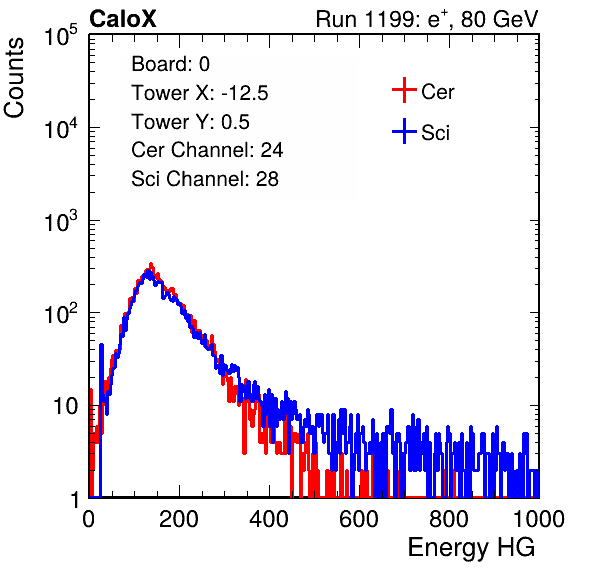 CaloX Run 1199: e⁺, 80 GeV
Counts
10⁵
10⁴
10³
10²
10
1
Board: 0
Tower X: -12.5
Tower Y: 0.5
Cer Channel: 24
Sci Channel: 28
Cer
Sci
0 200 400 600 800 1000
Energy HG